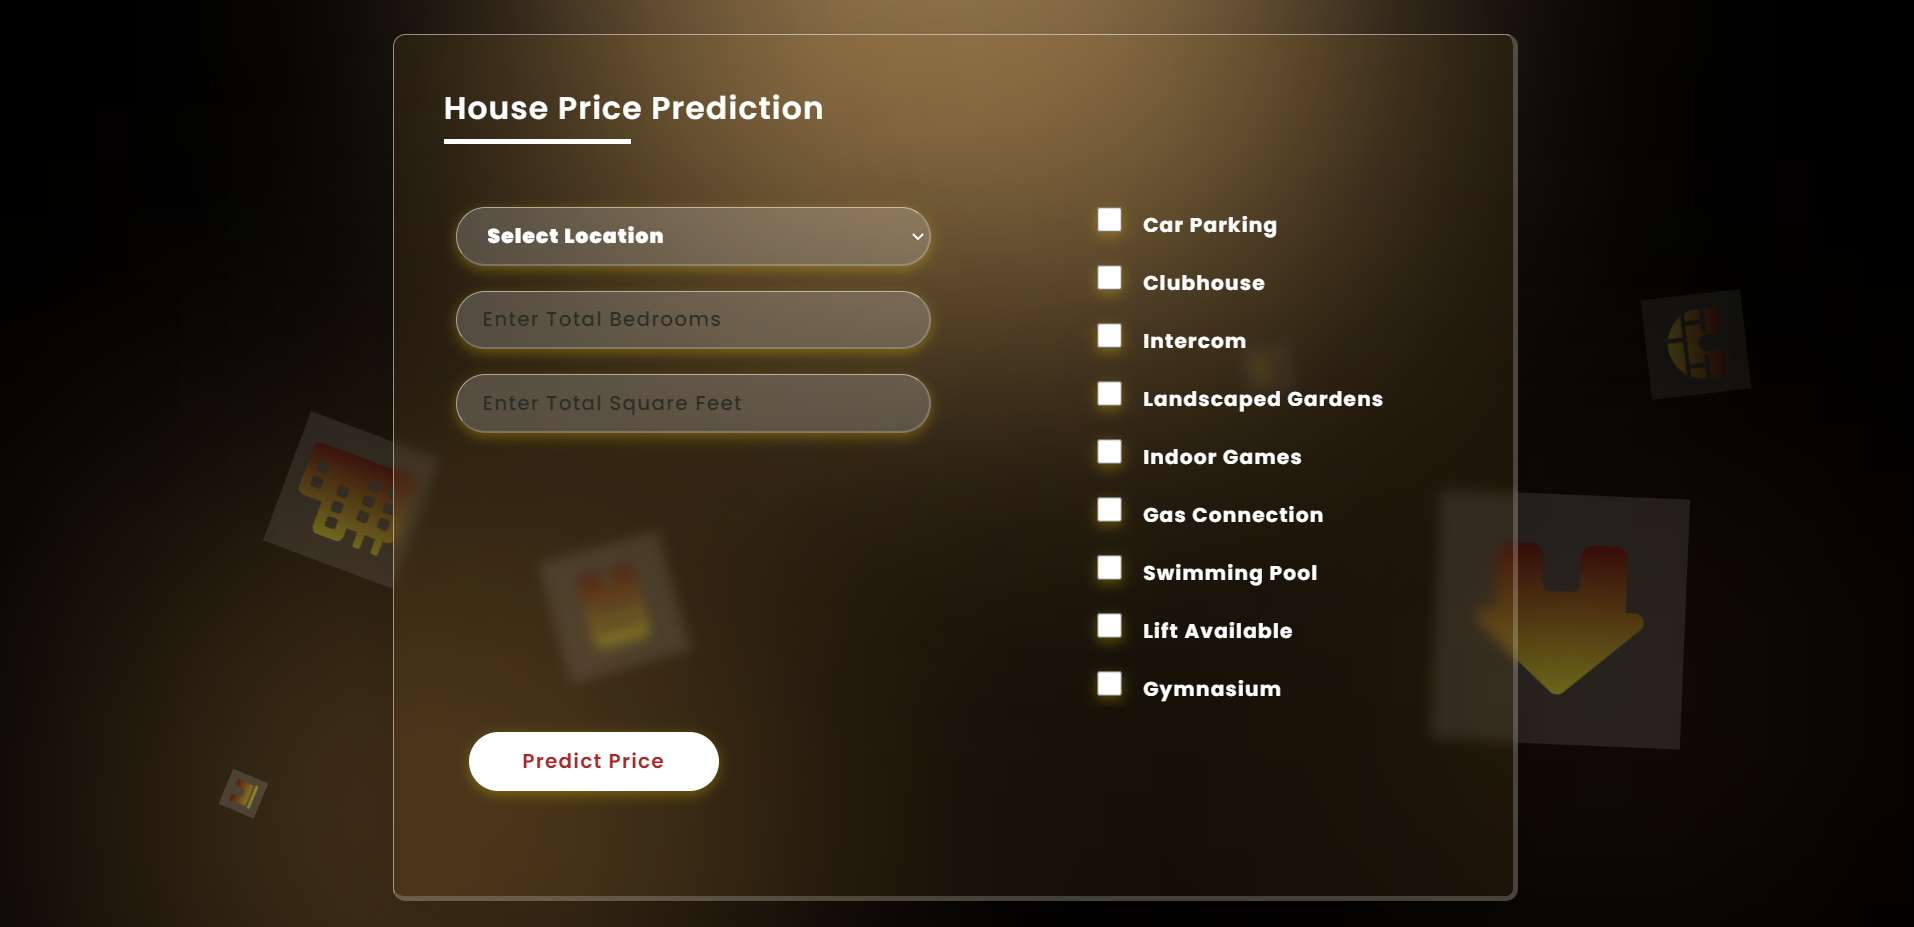 House Price Prediction
Select Location
Enter Total Bedrooms
Enter Total Square Feet
Car Parking
Clubhouse
Intercom
Landscaped Gardens
Indoor Games
Gas Connection
Swimming Pool
Lift Available
Gymnasium
Predict Price